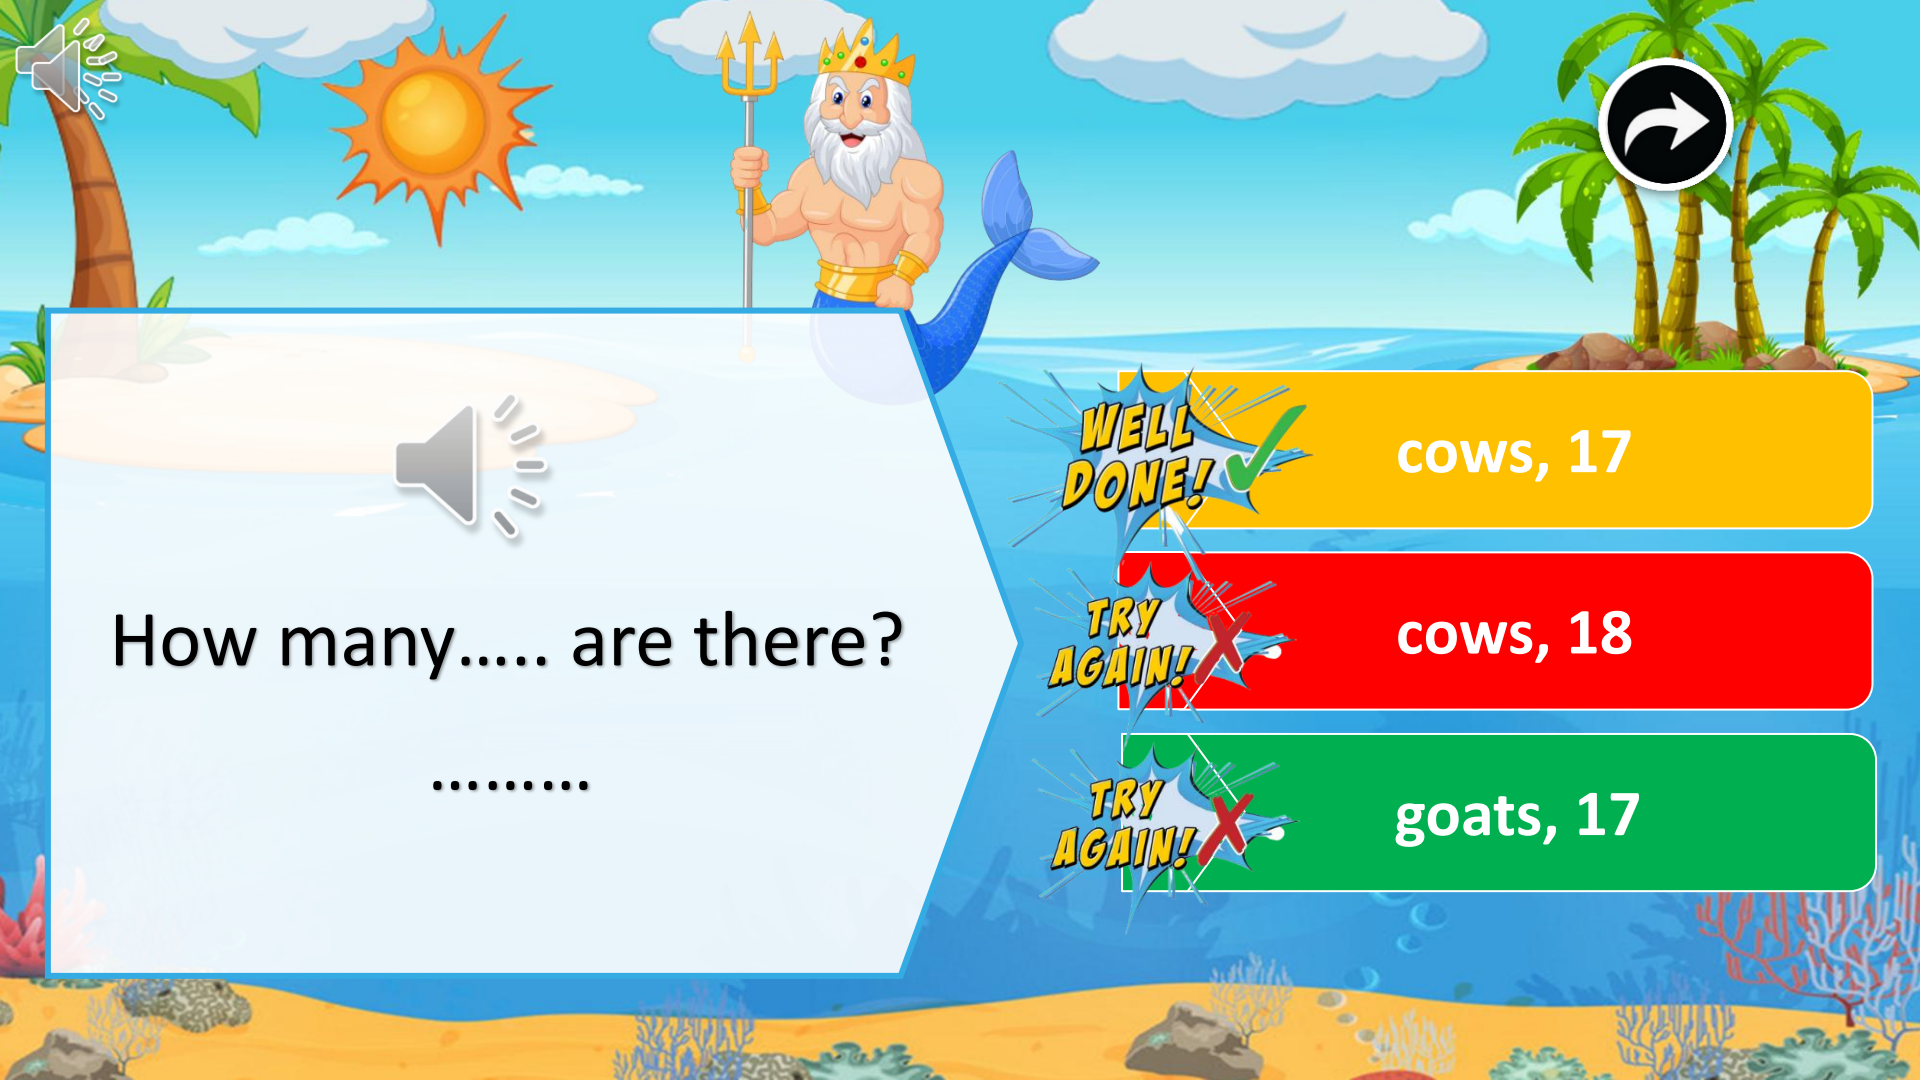 How many..... are there?
.........
WELL
DONE!
cows, 17
TRY
AGAIN!
cows, 18
TRY
AGAIN!
goats, 17